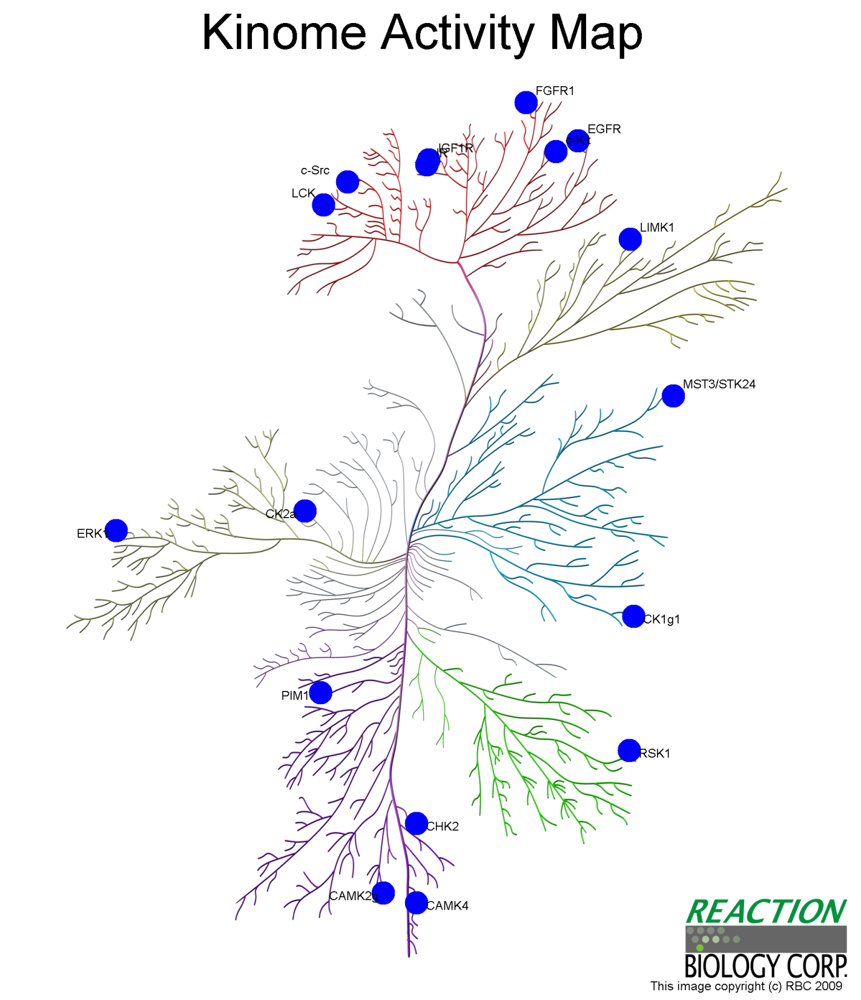 Kinome Activity Map
FGFR1
EGFR
c-Kit
IGF1R
IR
c-Src
LCK
LIMK1
MST3/STK24
CK2a
ERK1
CK1g1
PIM1
RSK1
CHK2
CAMK2g
CAMK4
REACTION
BIOLOGY CORP.
This image copyright (c) RBC 2009